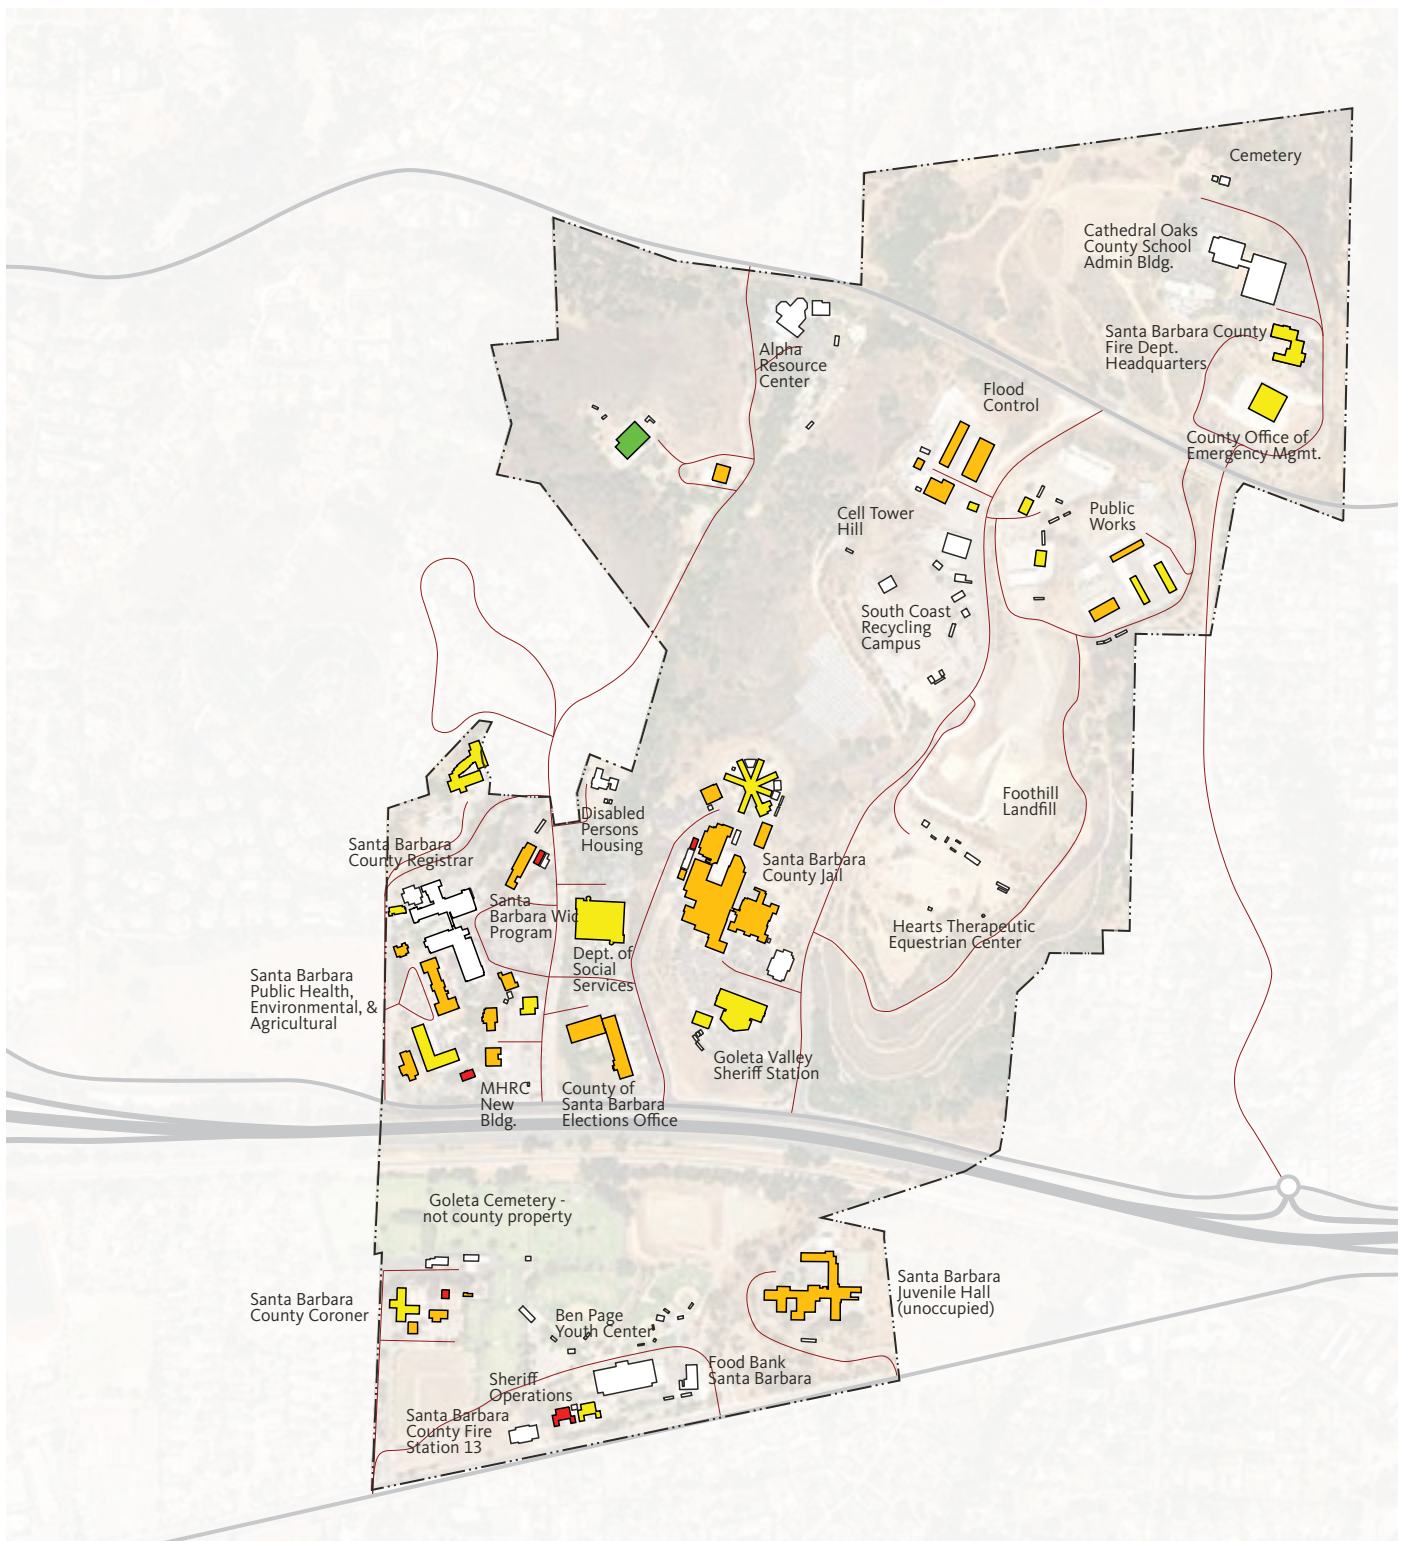 Cemetery
Cathedral Oaks
County School
Admin Bldg.
Santa Barbara County
Fire Dept.
Headquarters
Alpha
Resource
Center
Flood
Control
County Office of
Emergency Mgmt.
Cell Tower
Hill
Public
Works
South Coast
Recycling
Campus
Foothill
Landfill
Disabled
Persons
Housing
Santa Barbara
County Registrar
Santa Barbara
County Jail
Santa
Barbara Wic
Program
Hearts Therapeutic
Equestrian Center
Dept. of
Social
Services
Santa Barbara
Public Health,
Environmental, &
Agricultural
Goleta Valley
Sheriff Station
MHRC
New
Bldg.
County of
Santa Barbara
Elections Office
Goleta Cemetery -
not county property
Santa Barbara
Juvenile Hall
(unoccupied)
Santa Barbara
County Coroner
Ben Page
Youth Center
Food Bank
Santa Barbara
Sheriff
Operations
Santa Barbara
County Fire
Station 13